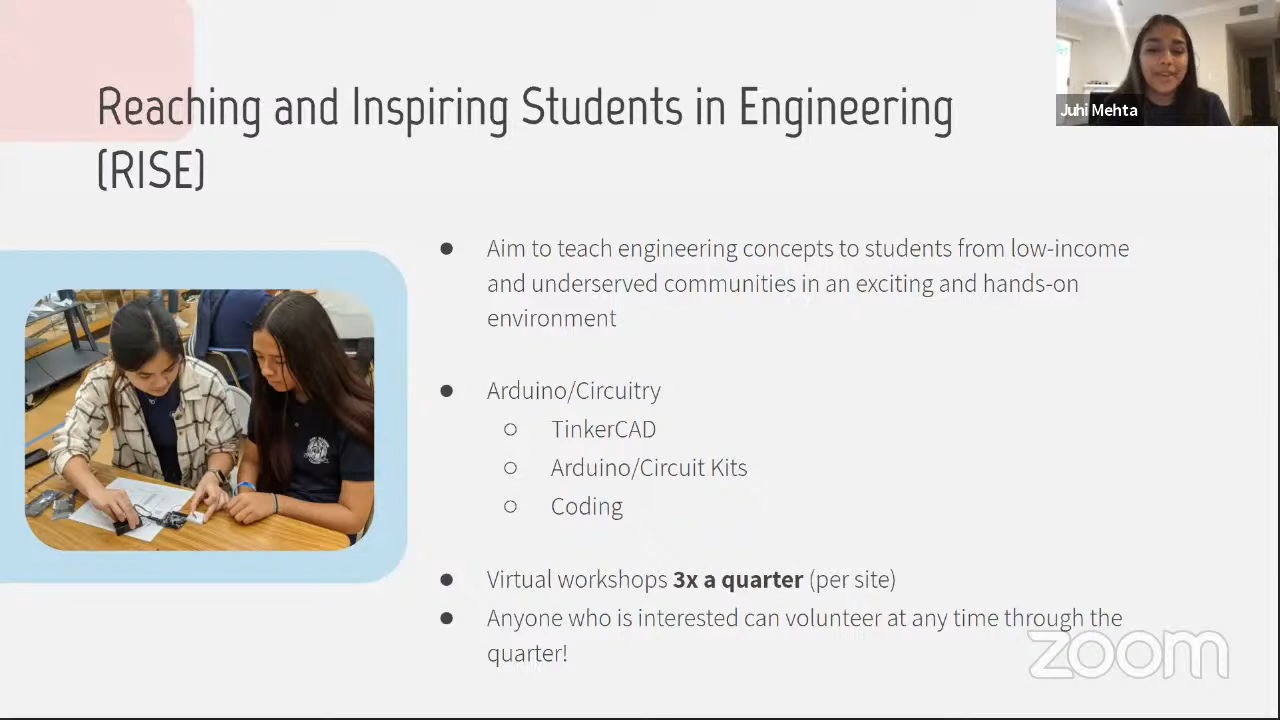 Reaching and Inspiring Students in Engineering
(RISE)
Juhi Mehta
● Aim to teach engineering concepts to students from low-income
and underserved communities in an exciting and hands-on
environment
● Arduino/Circuitry
○ TinkerCAD
○ Arduino/Circuit Kits
○ Coding
● Virtual workshops 3x a quarter (per site)
● Anyone who is interested can volunteer at any time through the
quarter!
zoom